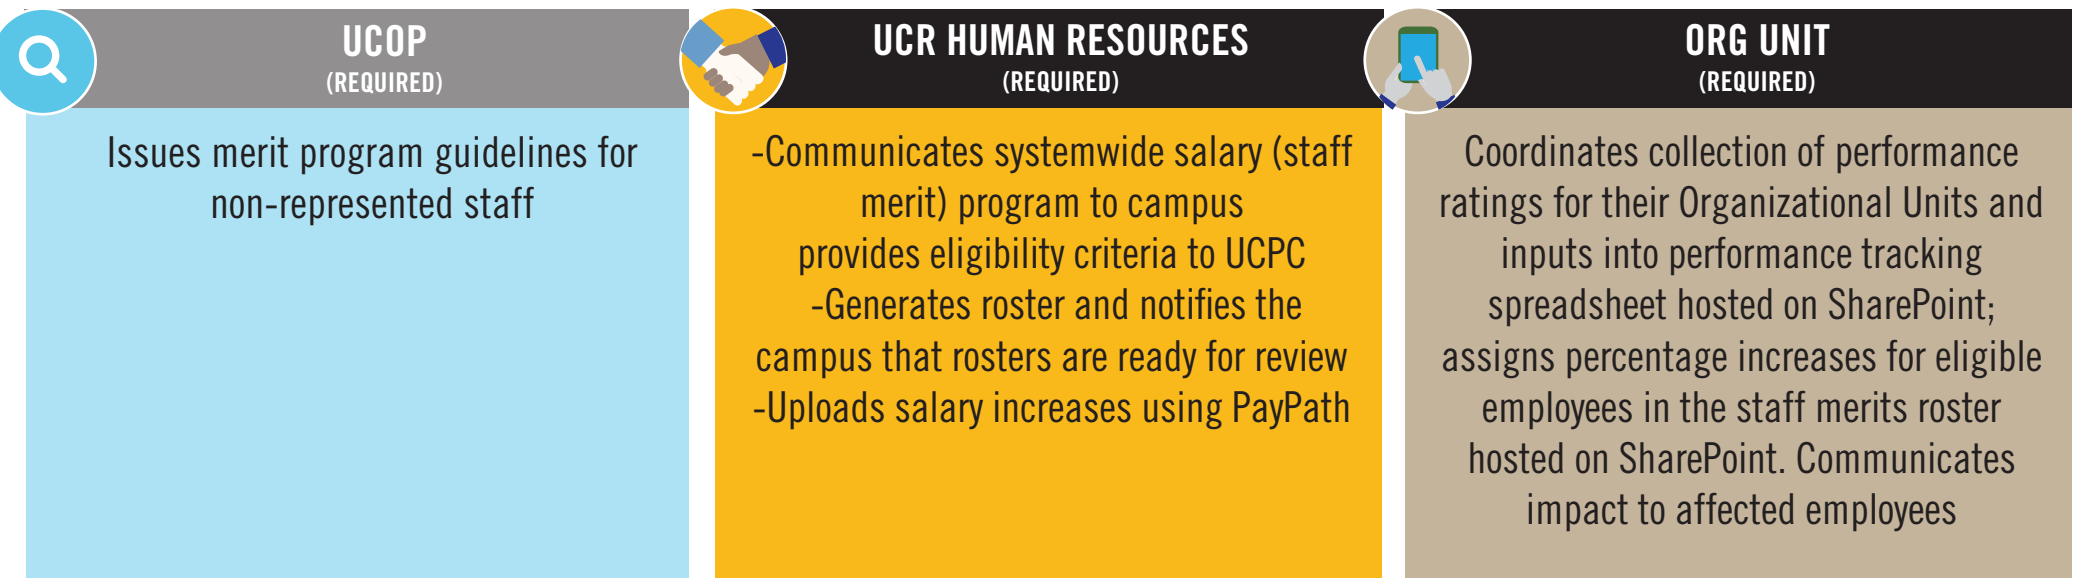 UCOP
(REQUIRED)
Issues merit program guidelines for
non-represented staff
UCR HUMAN RESOURCES
(REQUIRED)
-Communicates systemwide salary (staff
merit) program to campus
provides eligibility criteria to UCPC
-Generates roster and notifies the
campus that rosters are ready for review
-Uploads salary increases using PayPath
ORG UNIT
(REQUIRED)
Coordinates collection of performance
ratings for their Organizational Units and
inputs into performance tracking
spreadsheet hosted on SharePoint;
assigns percentage increases for eligible
employees in the staff merits roster
hosted on SharePoint. Communicates
impact to affected employees